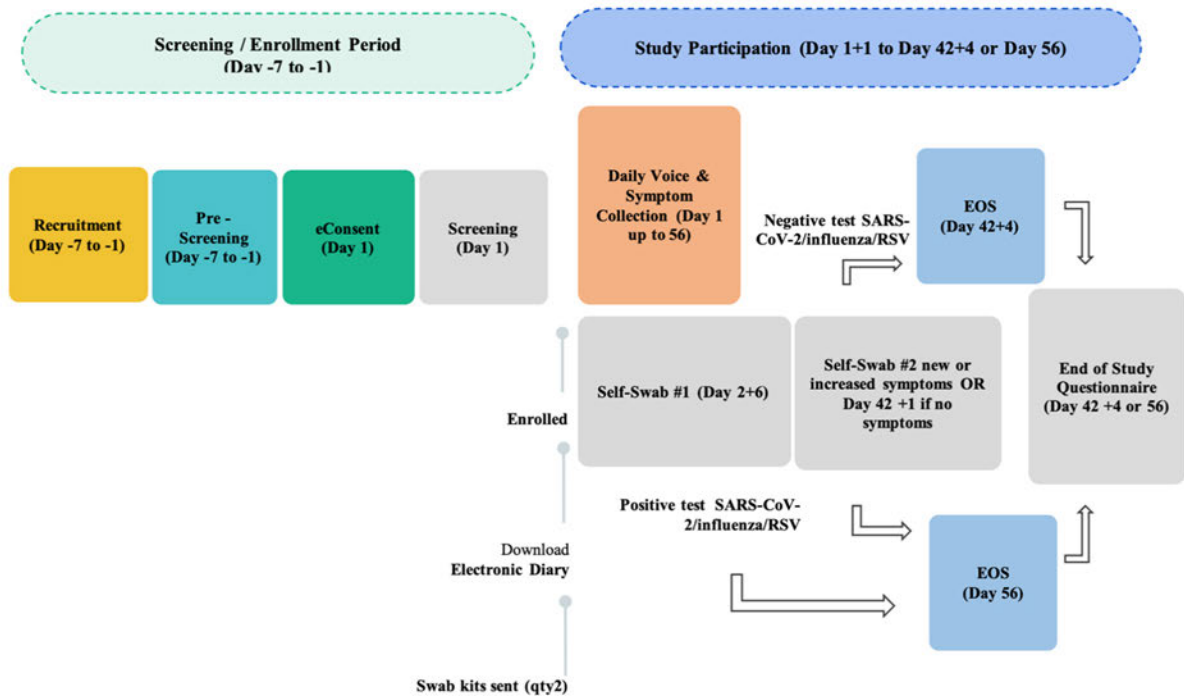 Screening / Enrollment Period
(Day -7 to -1)
Study Participation (Day 1+1 to Day 42+4 or Day 56)
Recruitment
(Day -7 to -1)
Pre -
Screening
(Day -7 to -1)
eConsent
(Day 1)
Screening
(Day 1)
Daily Voice &
Symptom
Collection (Day 1
up to 56)
Negative test SARS-
CoV-2/influenza/RSV
EOS
(Day 42+4)
Self-Swab #1 (Day 2+6)
Self-Swab #2 new or
increased symptoms OR
Day 42 +1 if no
symptoms
End of Study
Questionnaire
(Day 42 +4 or 56)
Enrolled
Positive test SARS-CoV-
2/influenza/RSV
Download
Electronic Diary
EOS
(Day 56)
Swab kits sent (qty2)